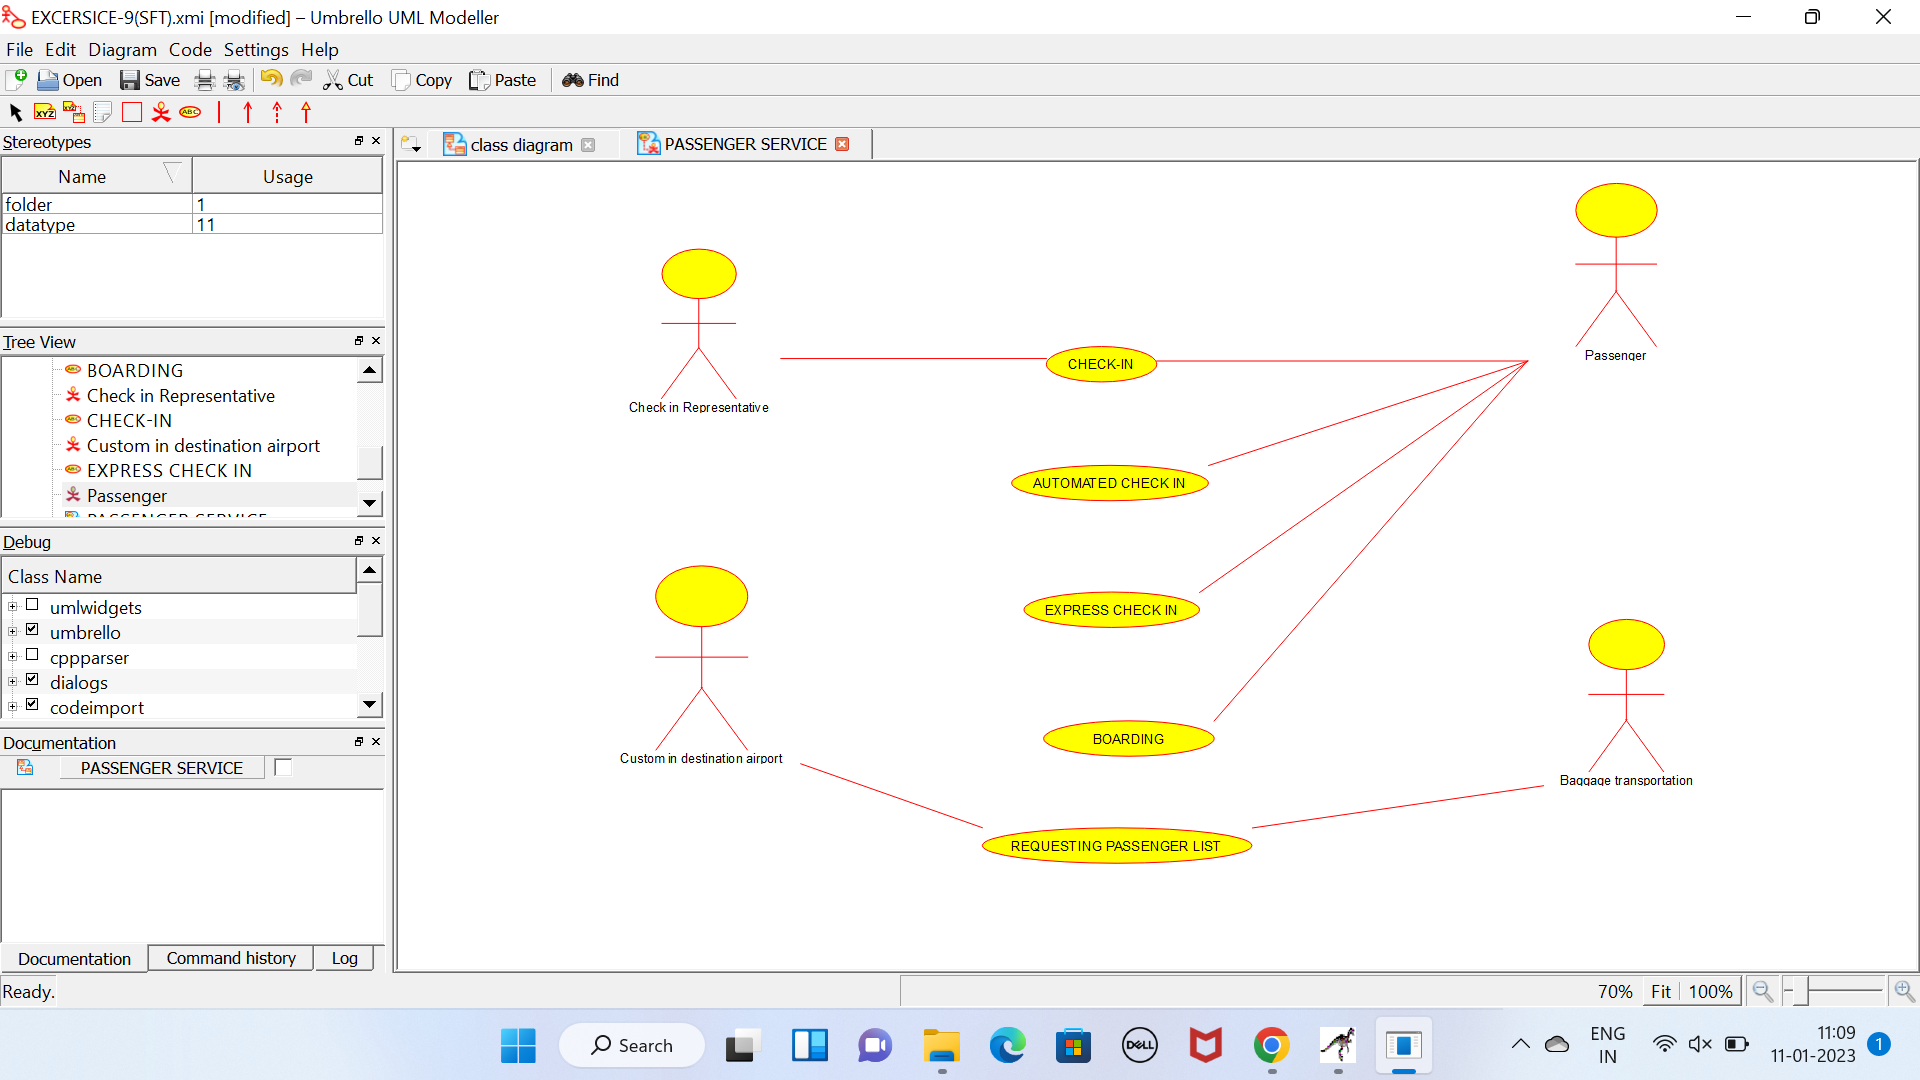 EXCERSICE-9(SFT).xmi [modified] – Umbrello UML Modeller
File Edit Diagram Code Settings Help
Open Save Cut Copy Paste Find
XYZ ABC
Stereotypes
Name Usage
folder 1
datatype 11
Tree View
BOARDING
Check in Representative
CHECK-IN
Custom in destination airport
EXPRESS CHECK IN
Passenger
PASSENGER SERVICE
Debug
Class Name
umlwidgets
umbrello
cppparser
dialogs
codeimport
Documentation
PASSENGER SERVICE
Documentation Command history Log
class diagram PASSENGER SERVICE
Passenger
Check in Representative
CHECK-IN
AUTOMATED CHECK IN
EXPRESS CHECK IN
BOARDING
Custom in destination airport
Baggage transportation
REQUESTING PASSENGER LIST
Ready. 70% Fit 100%
Search
DELL
ENG
IN
11:09
11-01-2023
1